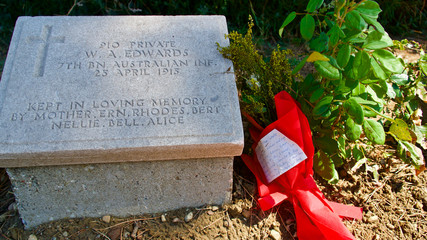 910 PRIVATE
W. A. EDWARDS
7TH BN. AUSTRALIAN INF.
25 APRIL 1915
KEPT IN LOVING MEMORY
BY MOTHER, ERN, RHODES, BERT
NELLIE, BELL, ALICE